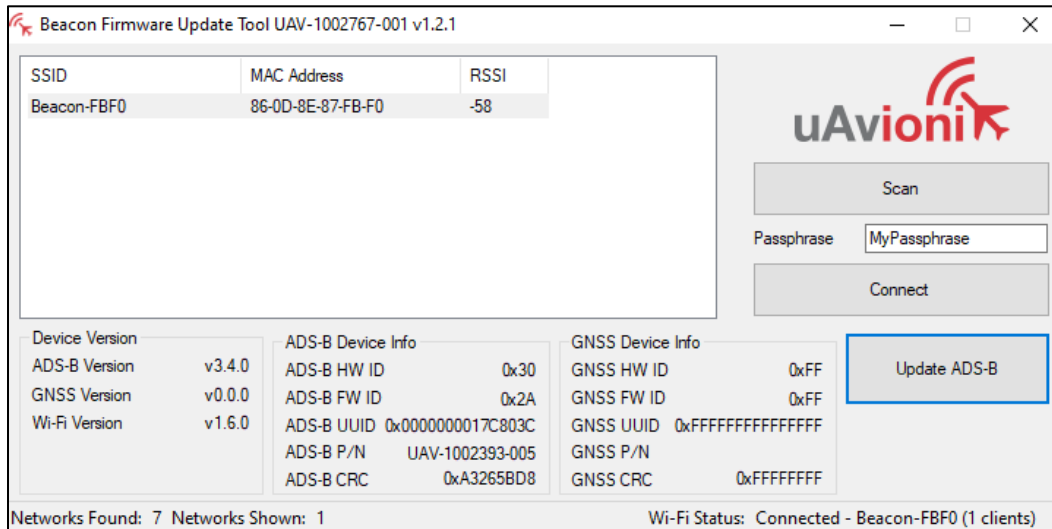 Beacon Firmware Update Tool UAV-1002767-001 v1.2.1
SSID MAC Address RSSI
Beacon-FBF0 86-0D-8E-87-FB-F0 -58
uAvionix
Scan
Passphrase MyPassphrase
Connect
Update ADS-B
Device Version
ADS-B Version v3.4.0
GNSS Version v0.0.0
Wi-Fi Version v1.6.0
ADS-B Device Info
ADS-B HW ID 0x30
ADS-B FW ID 0x2A
ADS-B UUID 0x0000000017C803C
ADS-B P/N UAV-1002393-005
ADS-B CRC 0xA3265BD8
GNSS Device Info
GNSS HW ID 0xFF
GNSS FW ID 0xFF
GNSS UUID 0xFFFFFFFFFFFFFFF
GNSS P/N
GNSS CRC 0xFFFFFFFF
Networks Found: 7 Networks Shown: 1
Wi-Fi Status: Connected - Beacon-FBF0 (1 clients)